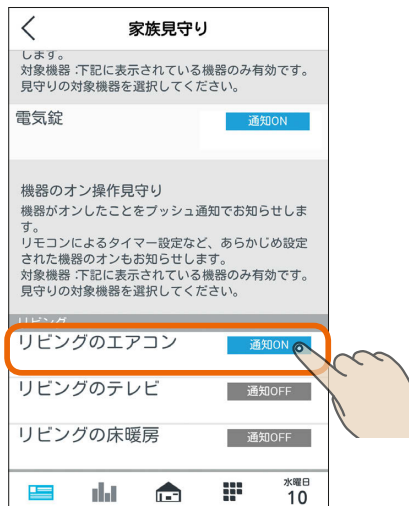 家族見守り
します。
対象機器:下記に表示されている機器のみ有効です。
見守りの対象機器を選択してください。
電気錠
通知ON
機器のオン操作見守り
機器がオンしたことをプッシュ通知でお知らせしま
す。
リモコンによるタイマー設定など、あらかじめ設定
された機器のオンもお知らせします。
対象機器:下記に表示されている機器のみ有効です。
見守りの対象機器を選択してください。
リビング
リビングのエアコン
通知ON
リビングのテレビ
通知OFF
リビングの床暖房
通知OFF
水曜日
10